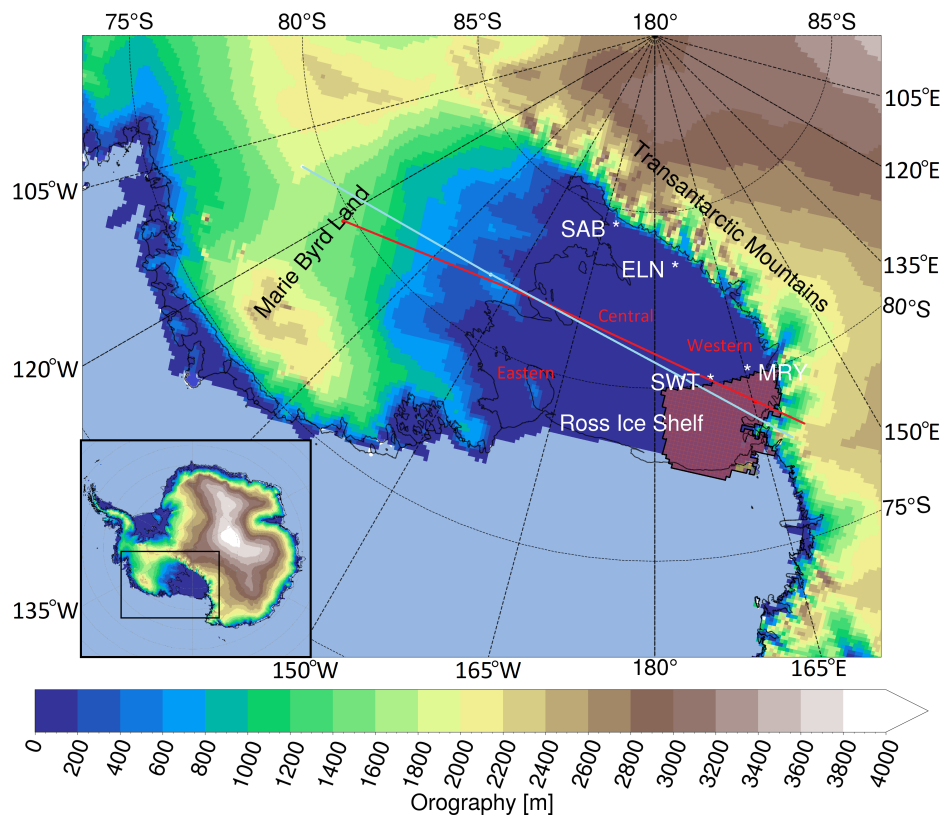 75°S 80°S 85°S 180° 85°S
105°E
120°E
135°E
80°S
150°E
75°S
105°W
120°W
135°W
Transantarctic Mountains
Marie Byrd Land
SAB *
ELN *
Central
Western
Eastern
SWT *
* MRY
Ross Ice Shelf
150°W 165°W 180° 165°E
0 200 400 600 800 1000 1200 1400 1600 1800 2000 2200 2400 2600 2800 3000 3200 3400 3600 3800 4000
Orography [m]